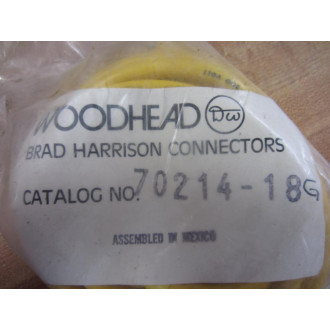 WOODHEAD DW
BRAD HARRISON CONNECTORS
CATALOG NO. 70214-18G
ASSEMBLED IN MEXICO